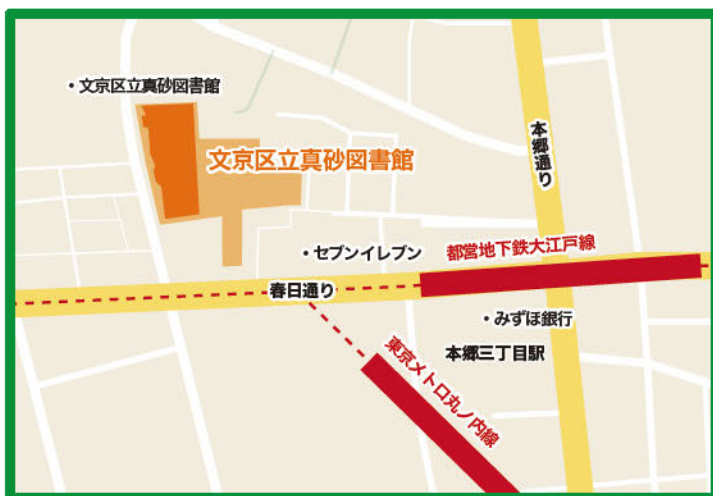 ・文京区立真砂図書館
文京区立真砂図書館
本郷通り
・セブンイレブン
都営地下鉄大江戸線
春日通り
・みずほ銀行
本郷三丁目駅
東京メトロ丸ノ内線